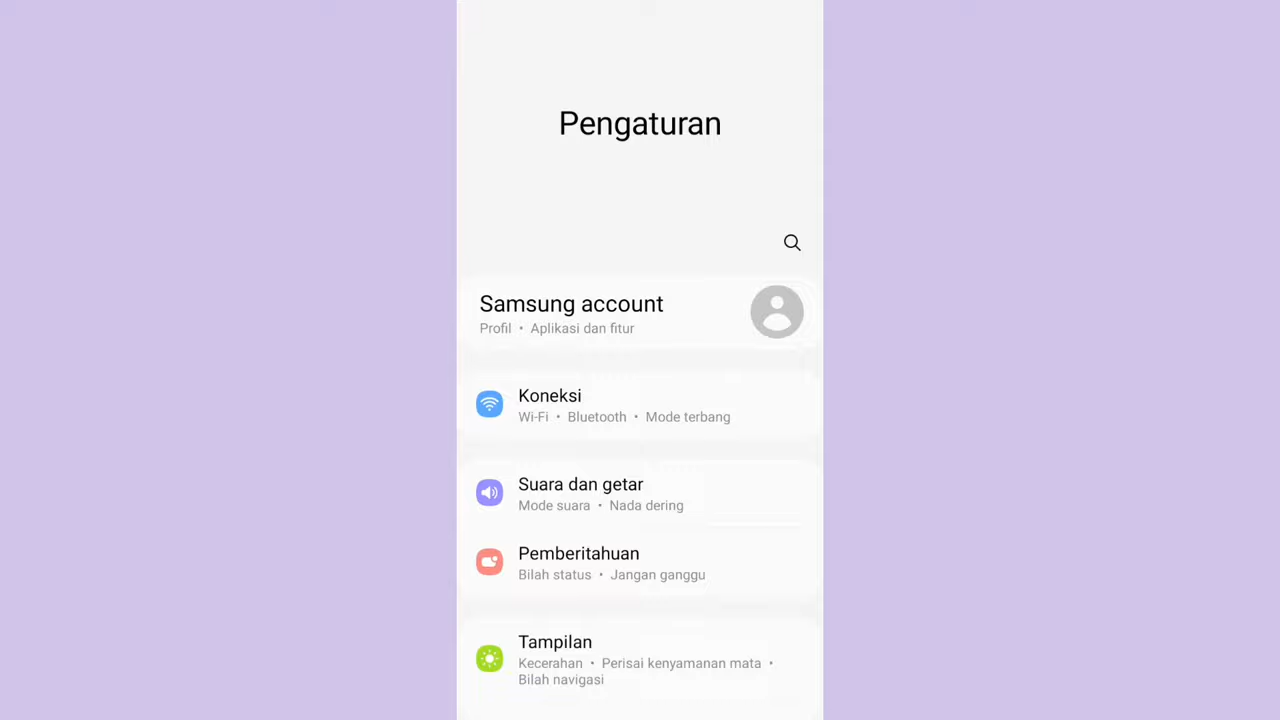 Pengaturan
Samsung account
Profil • Aplikasi dan fitur
Koneksi
Wi-Fi • Bluetooth • Mode terbang
Suara dan getar
Mode suara • Nada dering
Pemberitahuan
Bilah status • Jangan ganggu
Tampilan
Kecerahan • Perisai kenyamanan mata •
Bilah navigasi